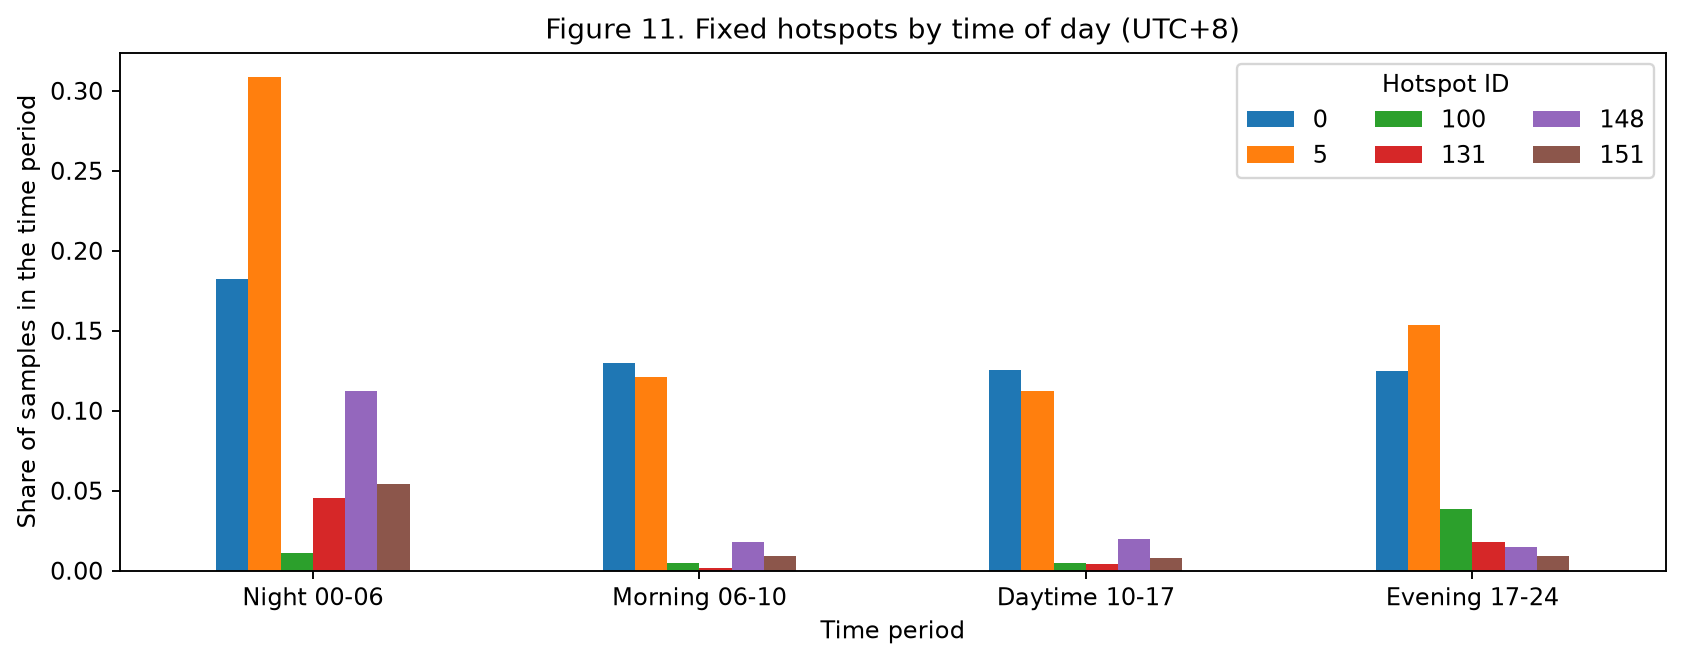 Figure 11. Fixed hotspots by time of day (UTC+8)
Share of samples in the time period
0.30
0.25
0.20
0.15
0.10
0.05
0.00
Hotspot ID
0 100 148
5 131 151
Night 00-06 Morning 06-10 Daytime 10-17 Evening 17-24
Time period